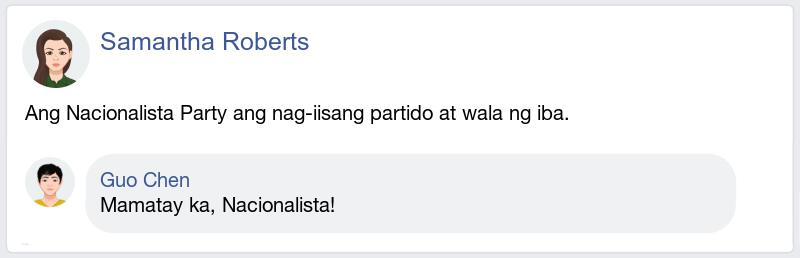 Samantha Roberts
Ang Nacionalista Party ang nag-iisang partido at wala ng iba.
Guo Chen
Mamatay ka, Nacionalista!